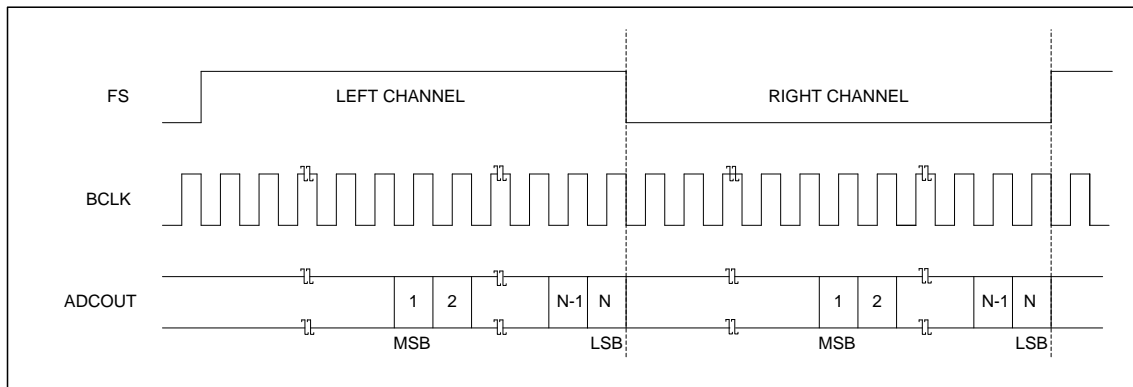 FS
LEFT CHANNEL
RIGHT CHANNEL
BCLK
ADCOUT
1 2 N-1 N 1 2 N-1 N
MSB LSB MSB LSB